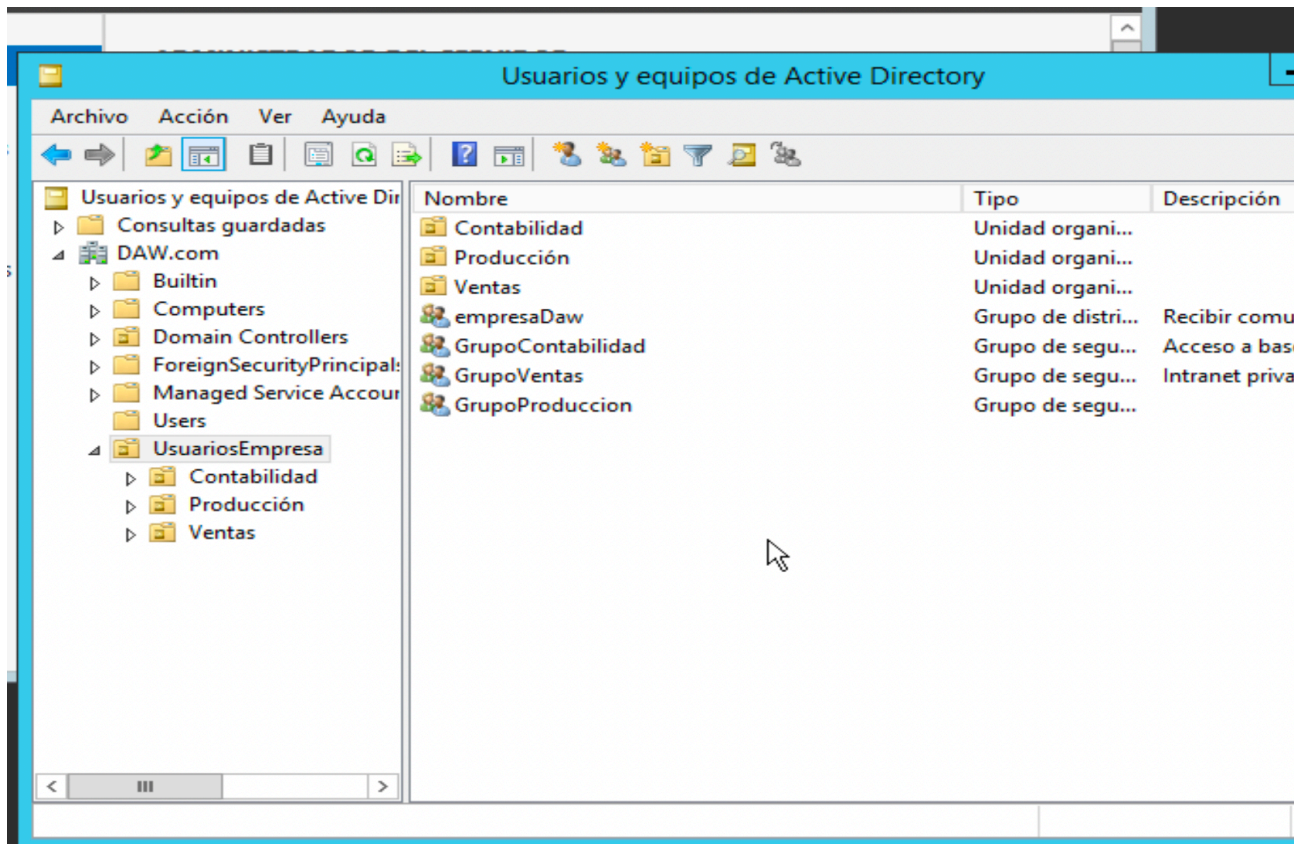 Usuarios y equipos de Active Directory
Archivo Acción Ver Ayuda
Usuarios y equipos de Active Dir
Consultas guardadas
DAW.com
Builtin
Computers
Domain Controllers
ForeignSecurityPrincipal
Managed Service Accour
Users
UsuariosEmpresa
Contabilidad
Producción
Ventas
Nombre Tipo Descripción
Contabilidad Unidad organi...
Producción Unidad organi...
Ventas Unidad organi...
empresaDaw Grupo de distri... Recibir comu
GrupoContabilidad Grupo de segu... Acceso a bas
GrupoVentas Grupo de segu... Intranet priva
GrupoProduccion Grupo de segu...